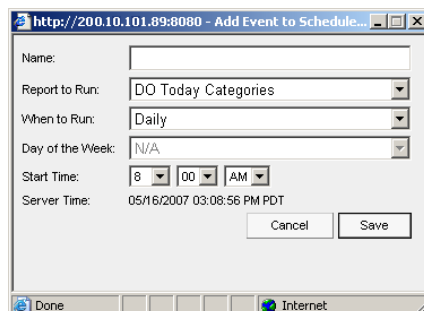 http://200.10.101.89:8080 - Add Event to Schedule...
Name:
Report to Run: DO Today Categories
When to Run: Daily
Day of the Week: N/A
Start Time: 8 00 AM
Server Time: 05/16/2007 03:08:56 PM PDT
Cancel Save
Done Internet